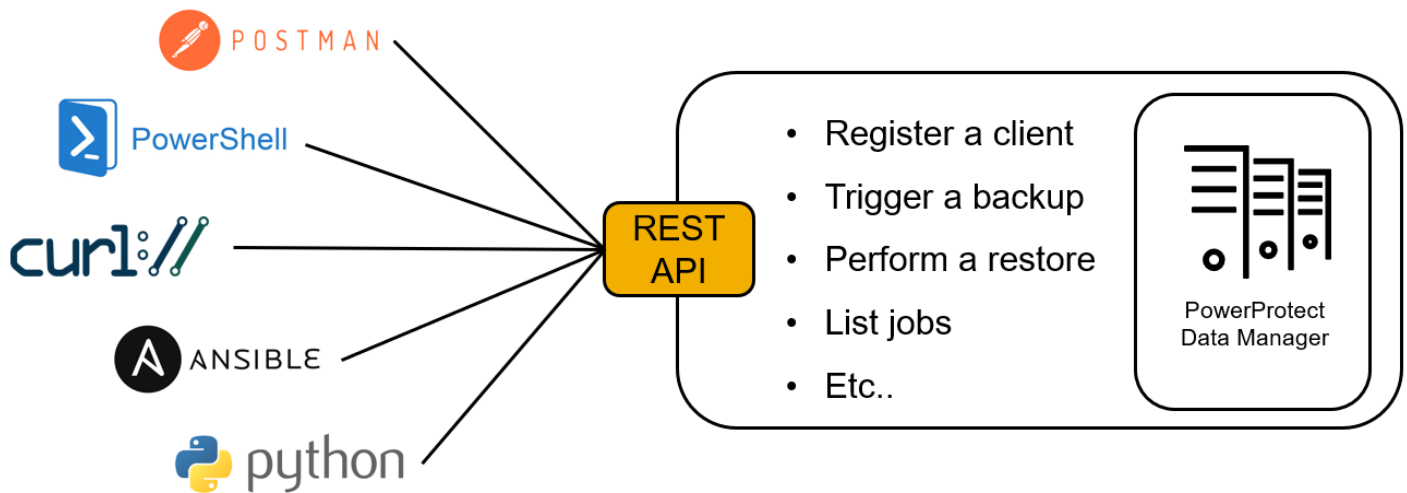 POSTMAN
PowerShell
curl://
ANSIBLE
python
REST
API
• Register a client
• Trigger a backup
• Perform a restore
• List jobs
• Etc..
PowerProtect
Data Manager